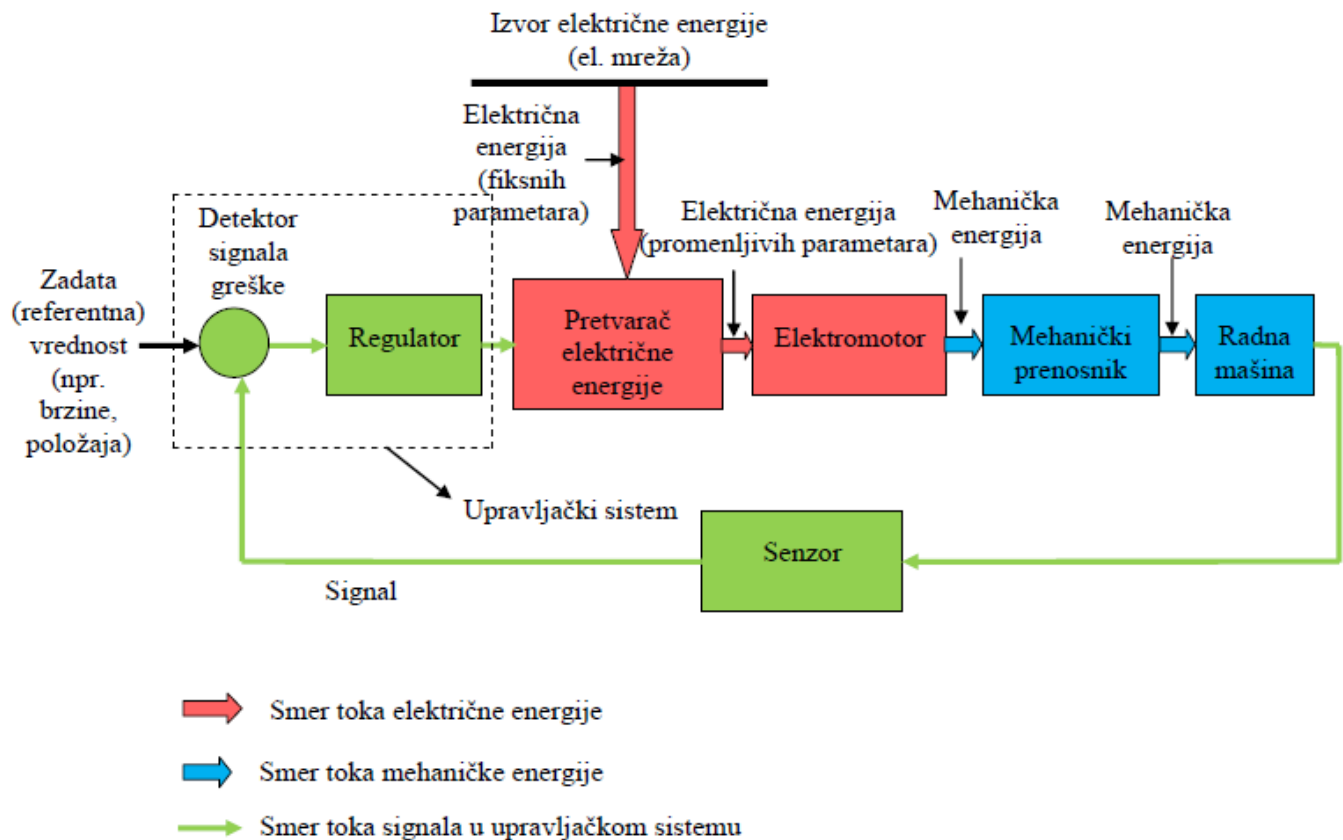 Izvor električne energije
(el. mreža)
Električna
energija
(fiksnih
parametara)
Detektor
signala
greške
Električna energija
(promenljivih parametara)
Mehanička
energija
Mehanička
energija
Zadata
(referentna)
vrednost
(npr.
brzine,
položaja)
Regulator
Pretvarač
električne
energije
Elektromotor
Mehanički
prenosnik
Radna
mašina
Upravljački sistem
Senzor
Signal
Smer toka električne energije
Smer toka mehaničke energije
Smer toka signala u upravljačkom sistemu